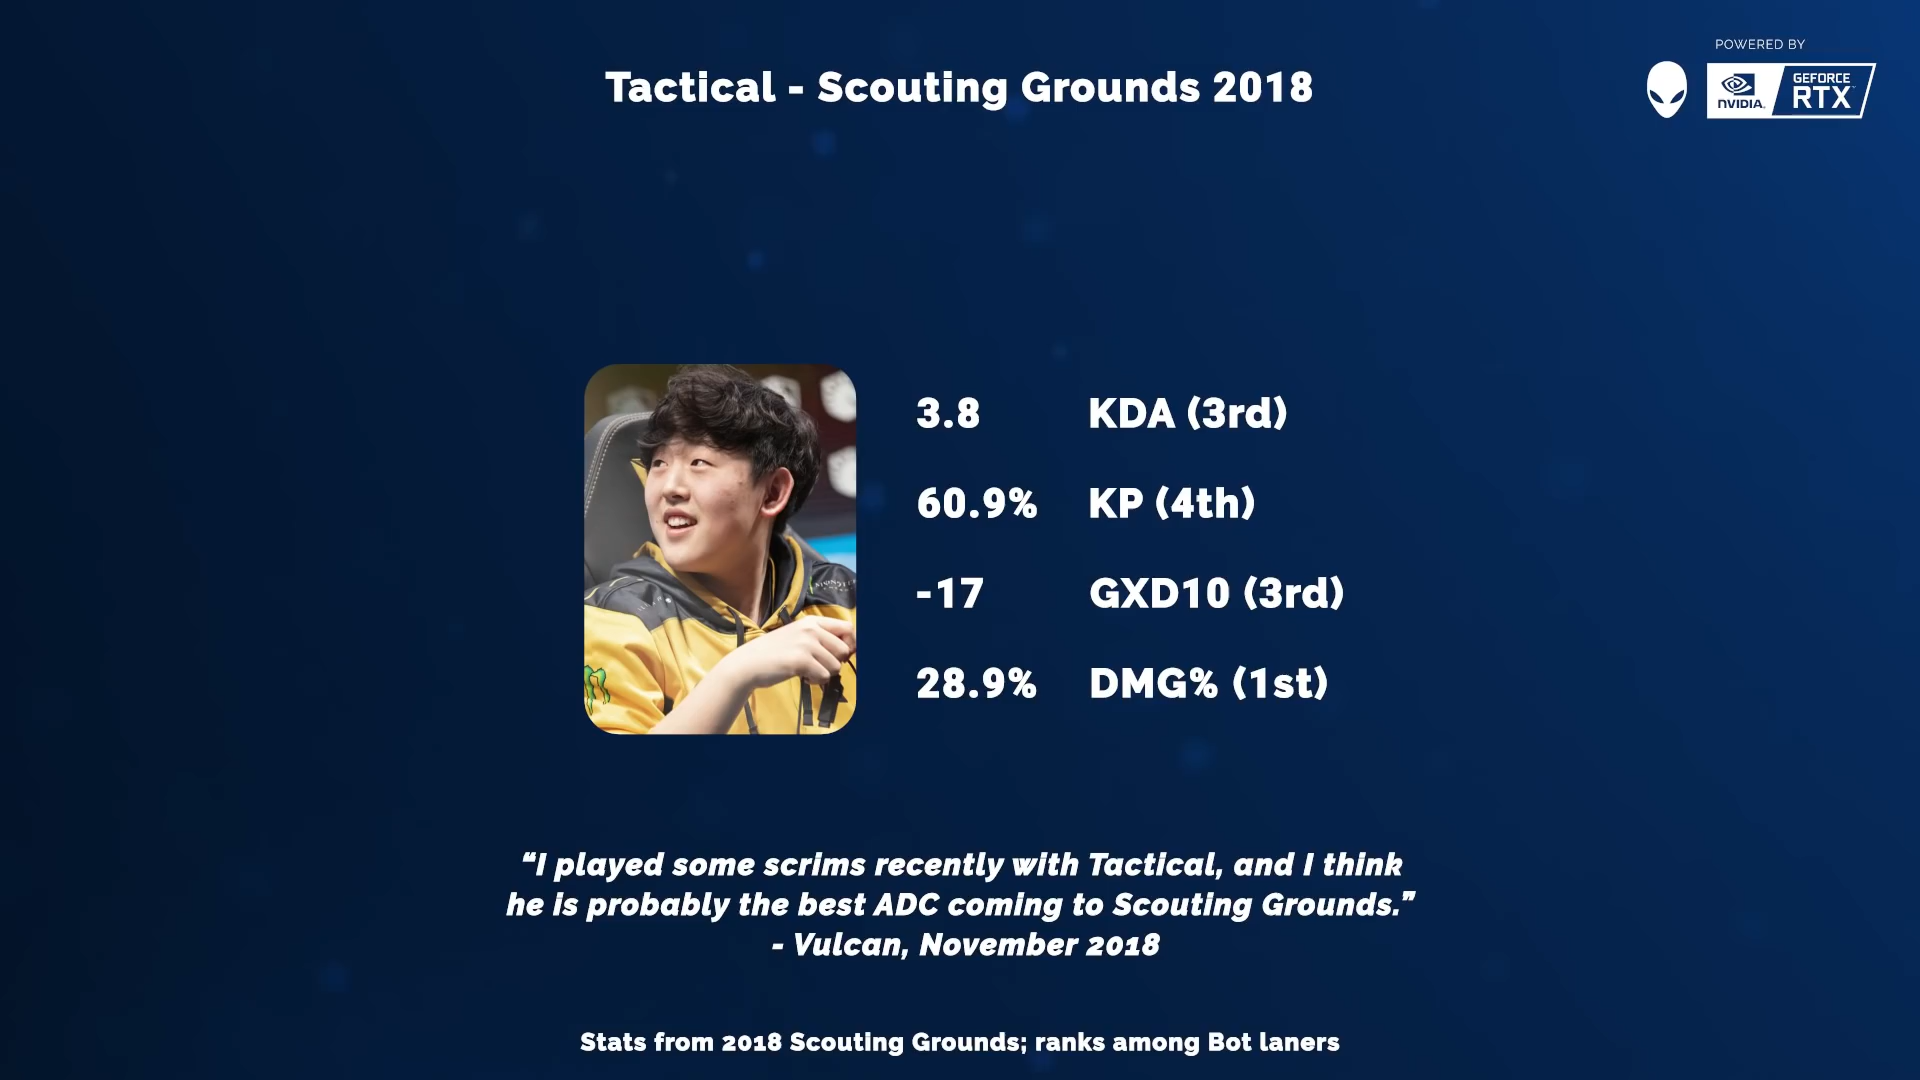 POWERED BY
Tactical - Scouting Grounds 2018
NVIDIA.
GEFORCE
RTX
3.8 KDA (3rd)
60.9% KP (4th)
-17 GXD10 (3rd)
28.9% DMG% (1st)
“I played some scrims recently with Tactical, and I think
he is probably the best ADC coming to Scouting Grounds.”
- Vulcan, November 2018
Stats from 2018 Scouting Grounds; ranks among Bot laners